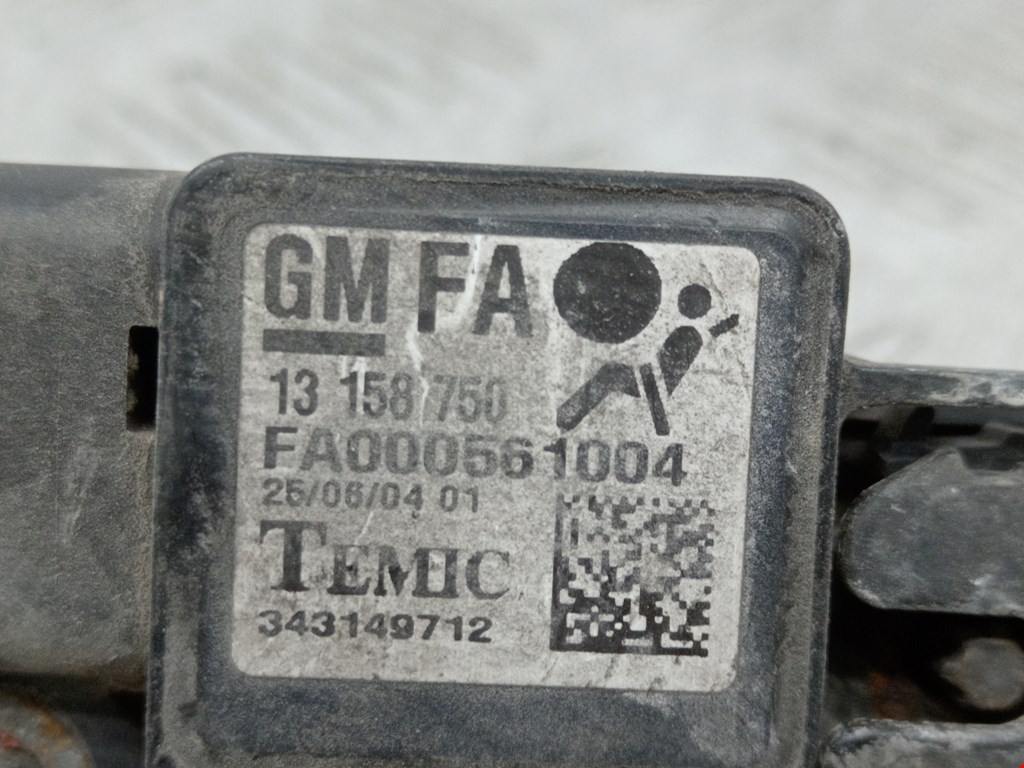 GM FA
13 158 750
FA000561004
25/06/04 01
TEMIC
343149712